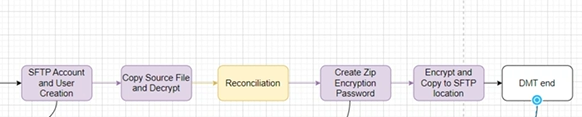 SFTP Account
and User
Creation
Copy Source File
and Decrypt
Reconciliation
Create Zip
Encryption
Password
Encrypt and
Copy to SFTP
location
DMT end